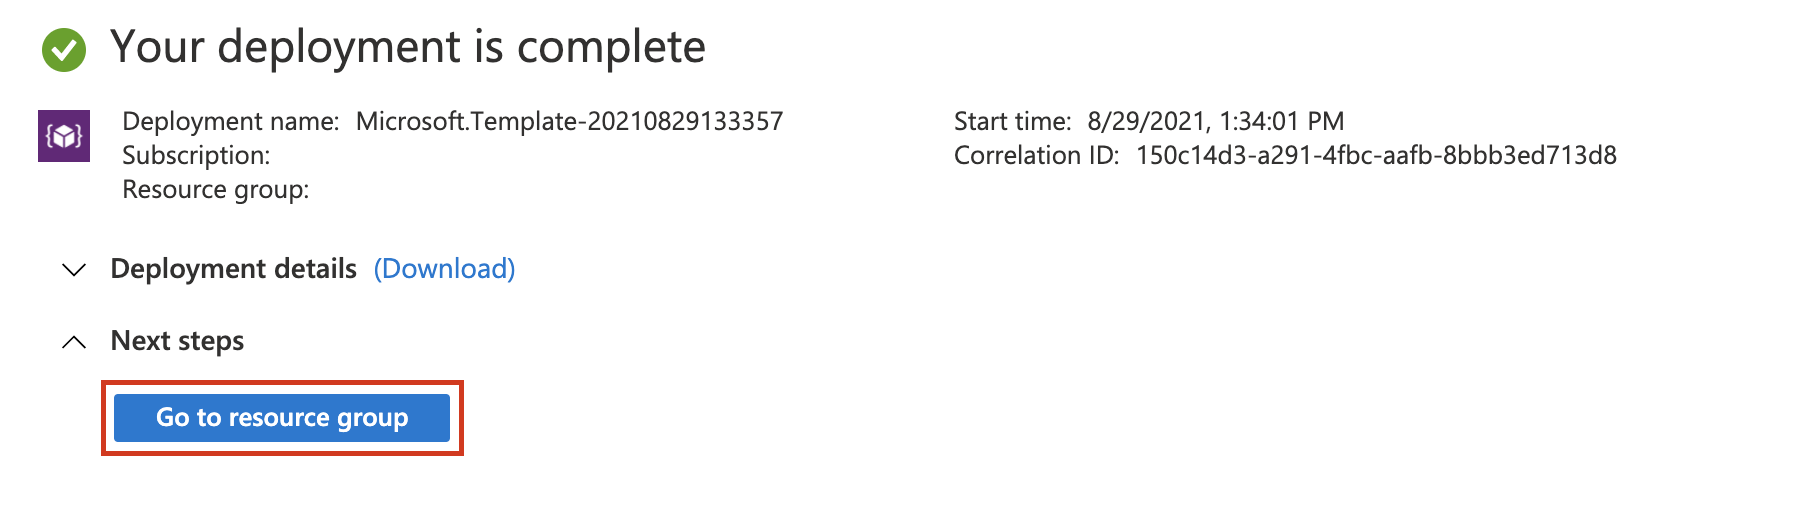 Your deployment is complete
Deployment name: Microsoft.Template-20210829133357
Subscription:
Resource group:
Start time: 8/29/2021, 1:34:01 PM
Correlation ID: 150c14d3-a291-4fbc-aafb-8bbb3ed713d8
Deployment details (Download)
Next steps
Go to resource group